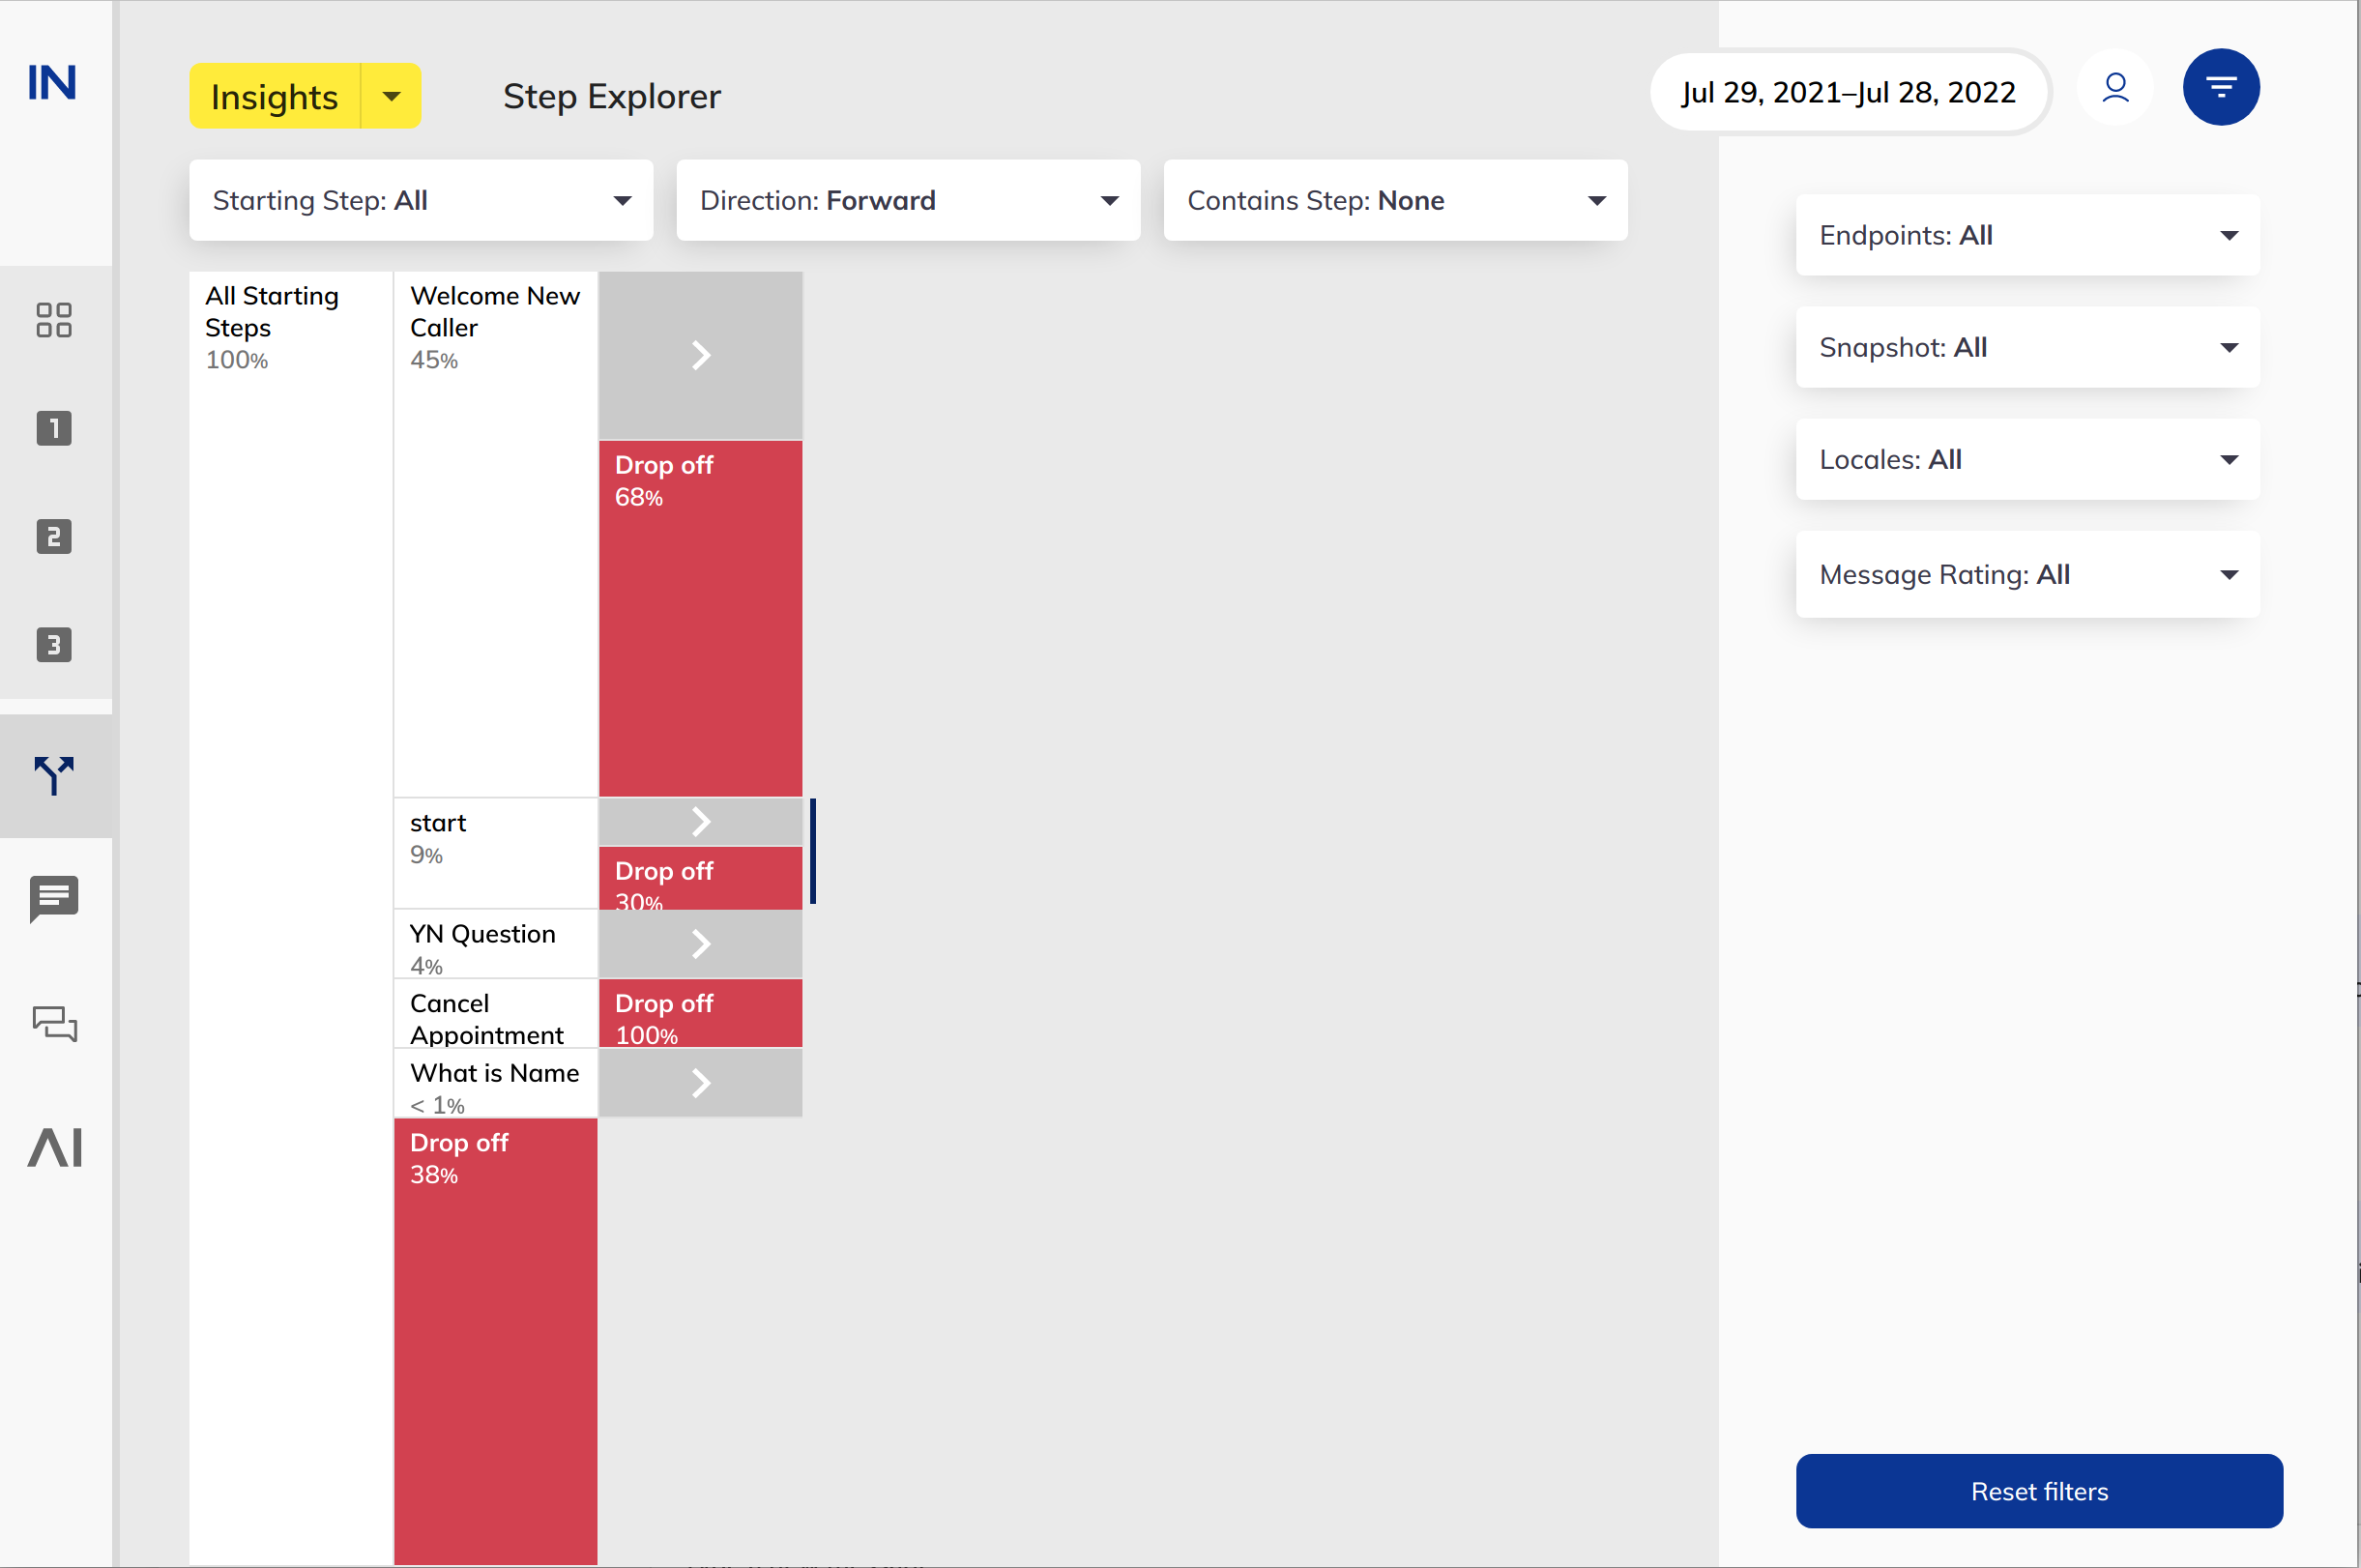 IN
Insights
Step Explorer
Jul 29, 2021–Jul 28, 2022
Starting Step: All
Direction: Forward
Contains Step: None
All Starting
Steps
100%
Welcome New
Caller
45%
Drop off
68%
start
9%
Drop off
30%
YN Question
4%
Cancel
Appointment
Drop off
100%
What is Name
< 1%
Drop off
38%
1
2
3
AI
Endpoints: All
Snapshot: All
Locales: All
Message Rating: All
Reset filters